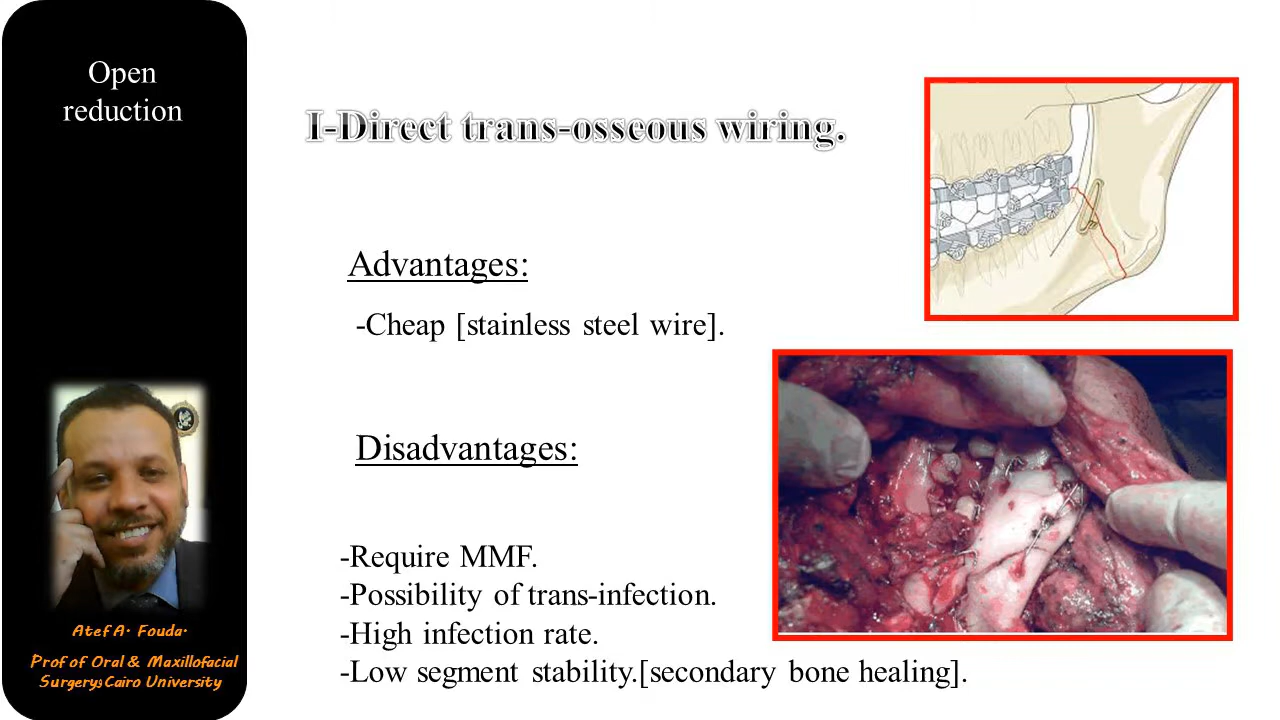 Open
reduction
I-Direct trans-osseous wiring.
Advantages:
-Cheap [stainless steel wire].
Disadvantages:
-Require MMF.
-Possibility of trans-infection.
-High infection rate.
-Low segment stability.[secondary bone healing].
Atef A. Fouda.
Prof of Oral & Maxillofacial
Surgery;Cairo University